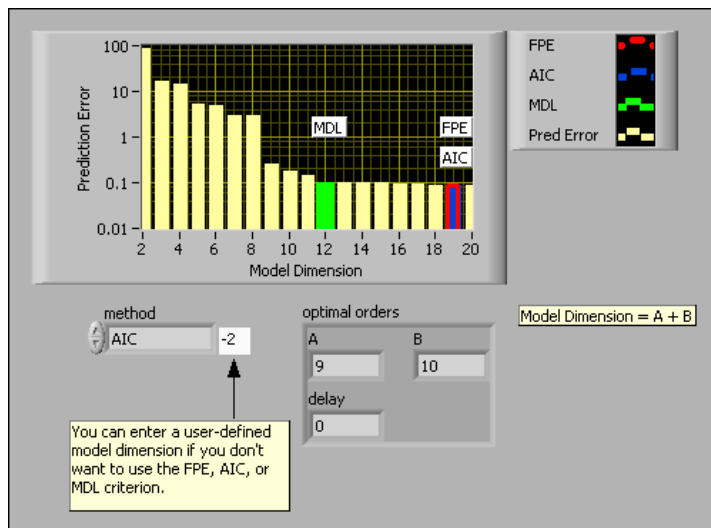 100
10
1
0.1
0.01
Prediction Error
MDL
FPE
AIC
2 4 6 8 10 12 14 16 18 20
Model Dimension
FPE
AIC
MDL
Pred Error
method
AIC
-2
You can enter a user-defined
model dimension if you don't
want to use the FPE, AIC, or
MDL criterion.
optimal orders
A B
9 10
delay
0
Model Dimension = A + B